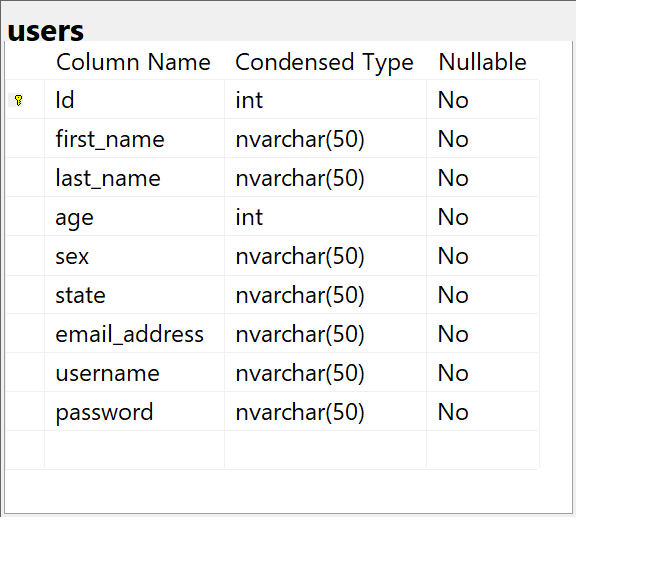 users
Column Name Condensed Type Nullable
Id int No
first_name nvarchar(50) No
last_name nvarchar(50) No
age int No
sex nvarchar(50) No
state nvarchar(50) No
email_address nvarchar(50) No
username nvarchar(50) No
password nvarchar(50) No